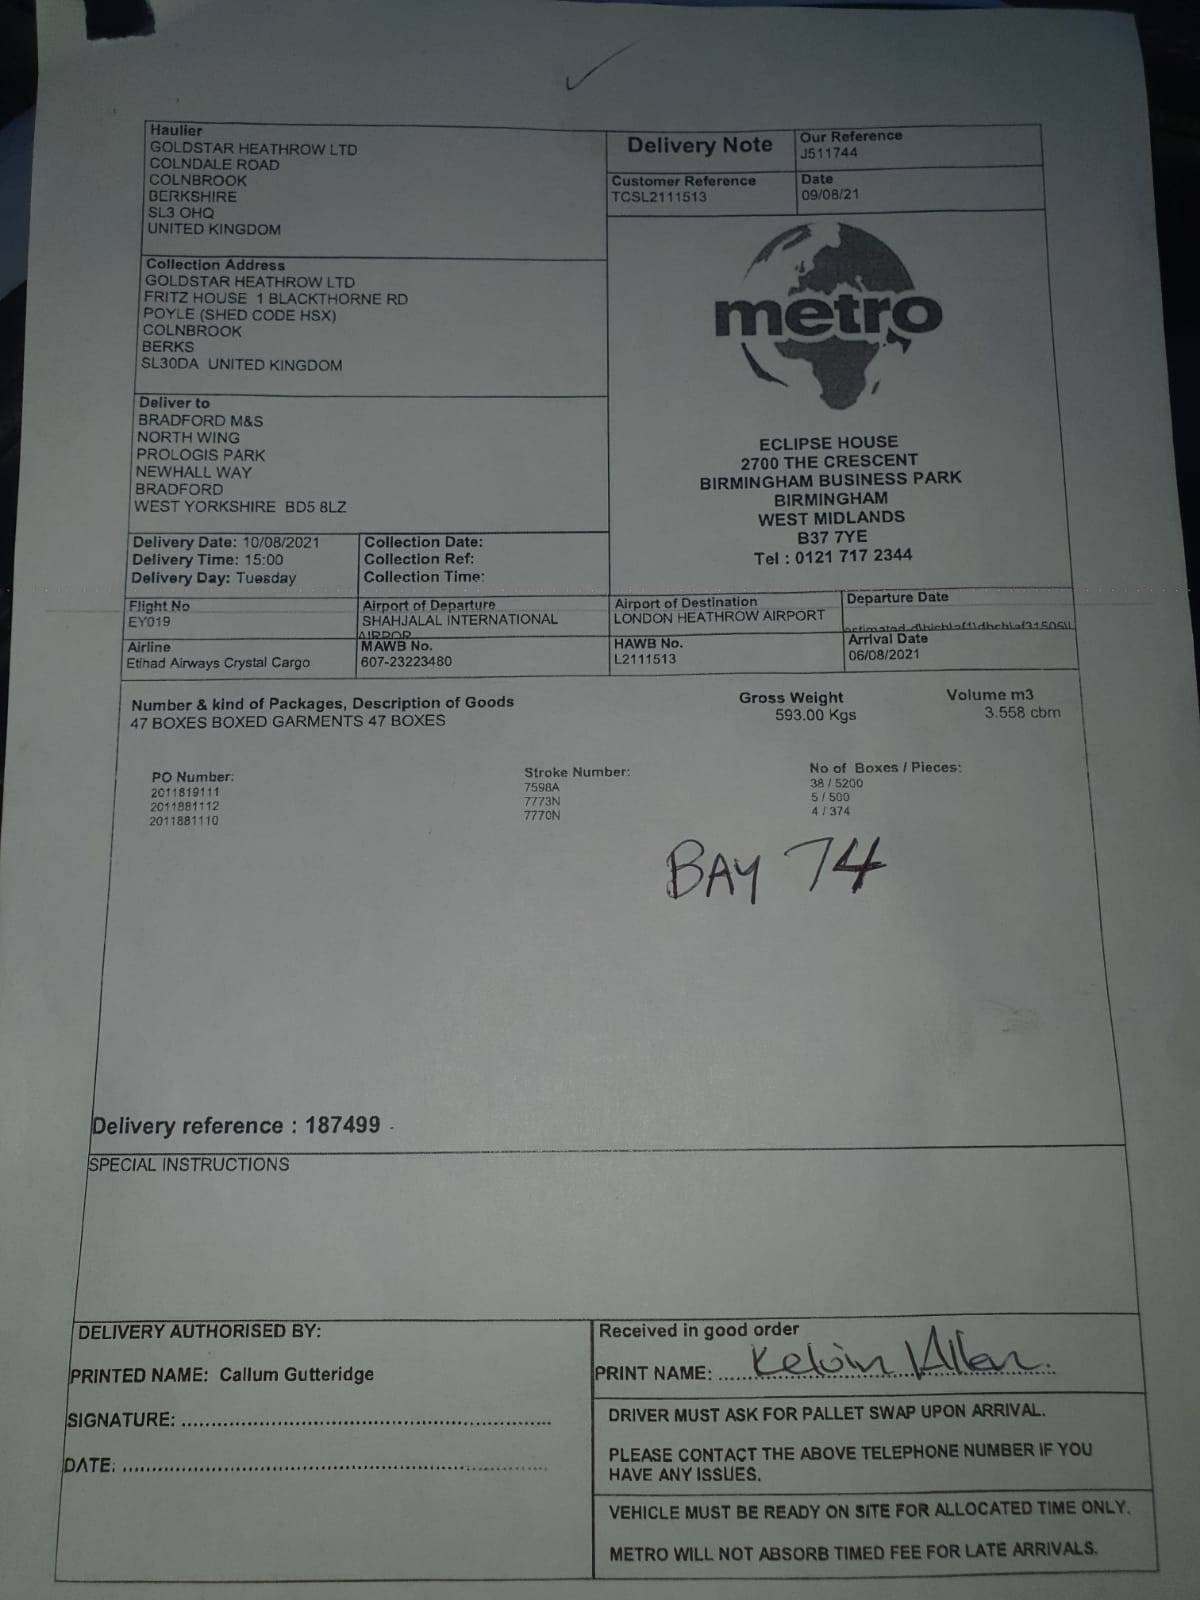 Haulier
GOLDSTAR HEATHROW LTD
COLNDALE ROAD
COLNBROOK
BERKSHIRE
SL3 OHQ
UNITED KINGDOM
Delivery Note
Our Reference
J511744
Customer Reference
TCSL2111513
Date
09/08/21
Collection Address
GOLDSTAR HEATHROW LTD
FRITZ HOUSE 1 BLACKTHORNE RD
POYLE (SHED CODE HSX)
COLNBROOK
BERKS
SL30DA UNITED KINGDOM
metro
Deliver to
BRADFORD M&S
NORTH WING
PROLOGIS PARK
NEWHALL WAY
BRADFORD
WEST YORKSHIRE BD5 8LZ
ECLIPSE HOUSE
2700 THE CRESCENT
BIRMINGHAM BUSINESS PARK
BIRMINGHAM
WEST MIDLANDS
B37 7YE
Tel : 0121 717 2344
Delivery Date: 10/08/2021
Delivery Time: 15:00
Delivery Day: Tuesday
Collection Date:
Collection Ref:
Collection Time:
Flight No
EY019
Airport of Departure
SHAHJALAL INTERNATIONAL
AIRPOR
Airport of Destination
LONDON HEATHROW AIRPORT
Departure Date
Airline
Etihad Airways Crystal Cargo
MAWB No.
607-23223480
HAWB No.
L2111513
Arrival Date
06/08/2021
Number & kind of Packages, Description of Goods
47 BOXES BOXED GARMENTS 47 BOXES
Gross Weight
593.00 Kgs
Volume m3
3.558 cbm
PO Number: Stroke Number: No of Boxes / Pieces:
2011819111 7598A 38 / 5200
2011881112 7773N 5 / 500
2011881110 7770N 4 / 374
BAY 74
Delivery reference : 187499
SPECIAL INSTRUCTIONS
DELIVERY AUTHORISED BY:
PRINTED NAME: Callum Gutteridge
SIGNATURE:
DATE:
Received in good order
PRINT NAME: Kelvin Allen.
DRIVER MUST ASK FOR PALLET SWAP UPON ARRIVAL.
PLEASE CONTACT THE ABOVE TELEPHONE NUMBER IF YOU
HAVE ANY ISSUES.
VEHICLE MUST BE READY ON SITE FOR ALLOCATED TIME ONLY.
METRO WILL NOT ABSORB TIMED FEE FOR LATE ARRIVALS.